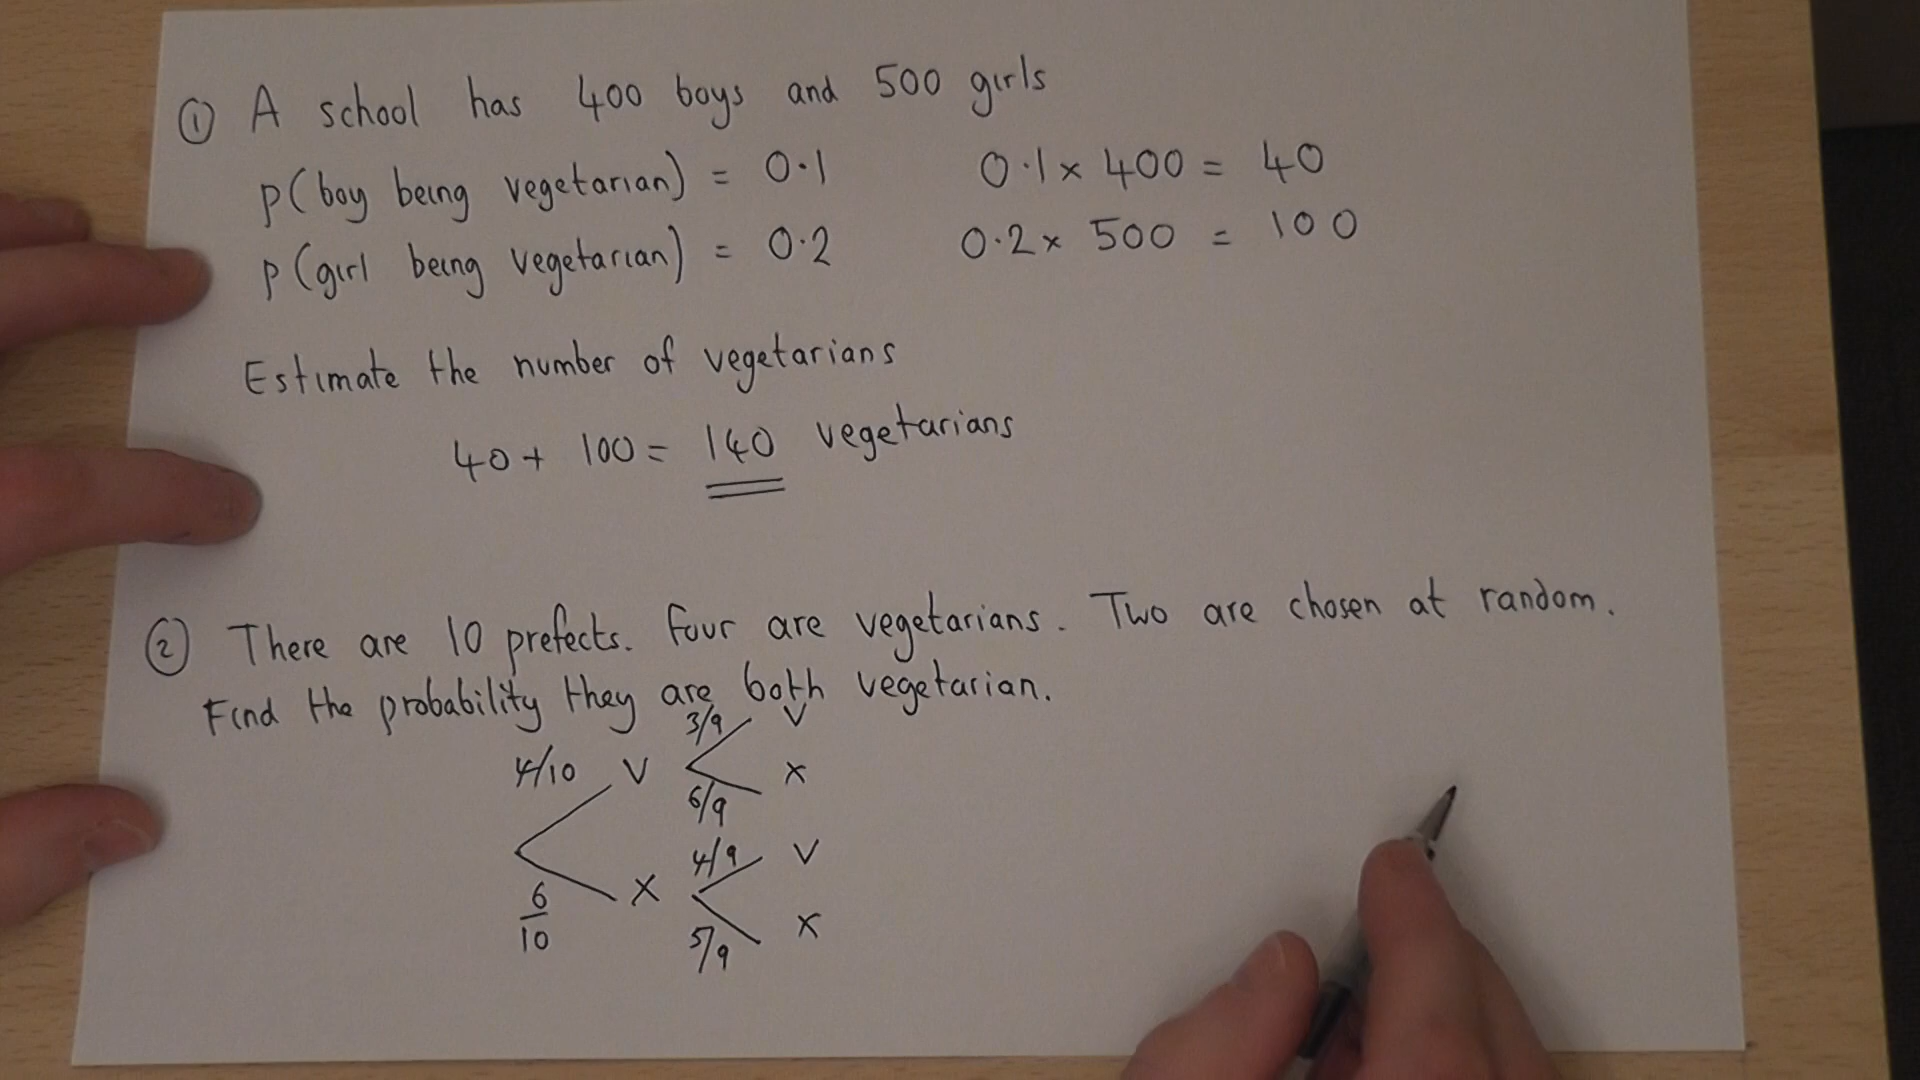 ① A school has 400 boys and 500 girls
p(boy being vegetarian) = 0·1 0·1 × 400 = 40
p(girl being vegetarian) = 0·2 0·2 × 500 = 100
Estimate the number of vegetarians
40 + 100 = 140 vegetarians
② There are 10 prefects. Four are vegetarians. Two are chosen at random.
Find the probability they are both vegetarian.
3/9 V
4/10 V X
6/9
4/9 V
6/10 X X
5/9